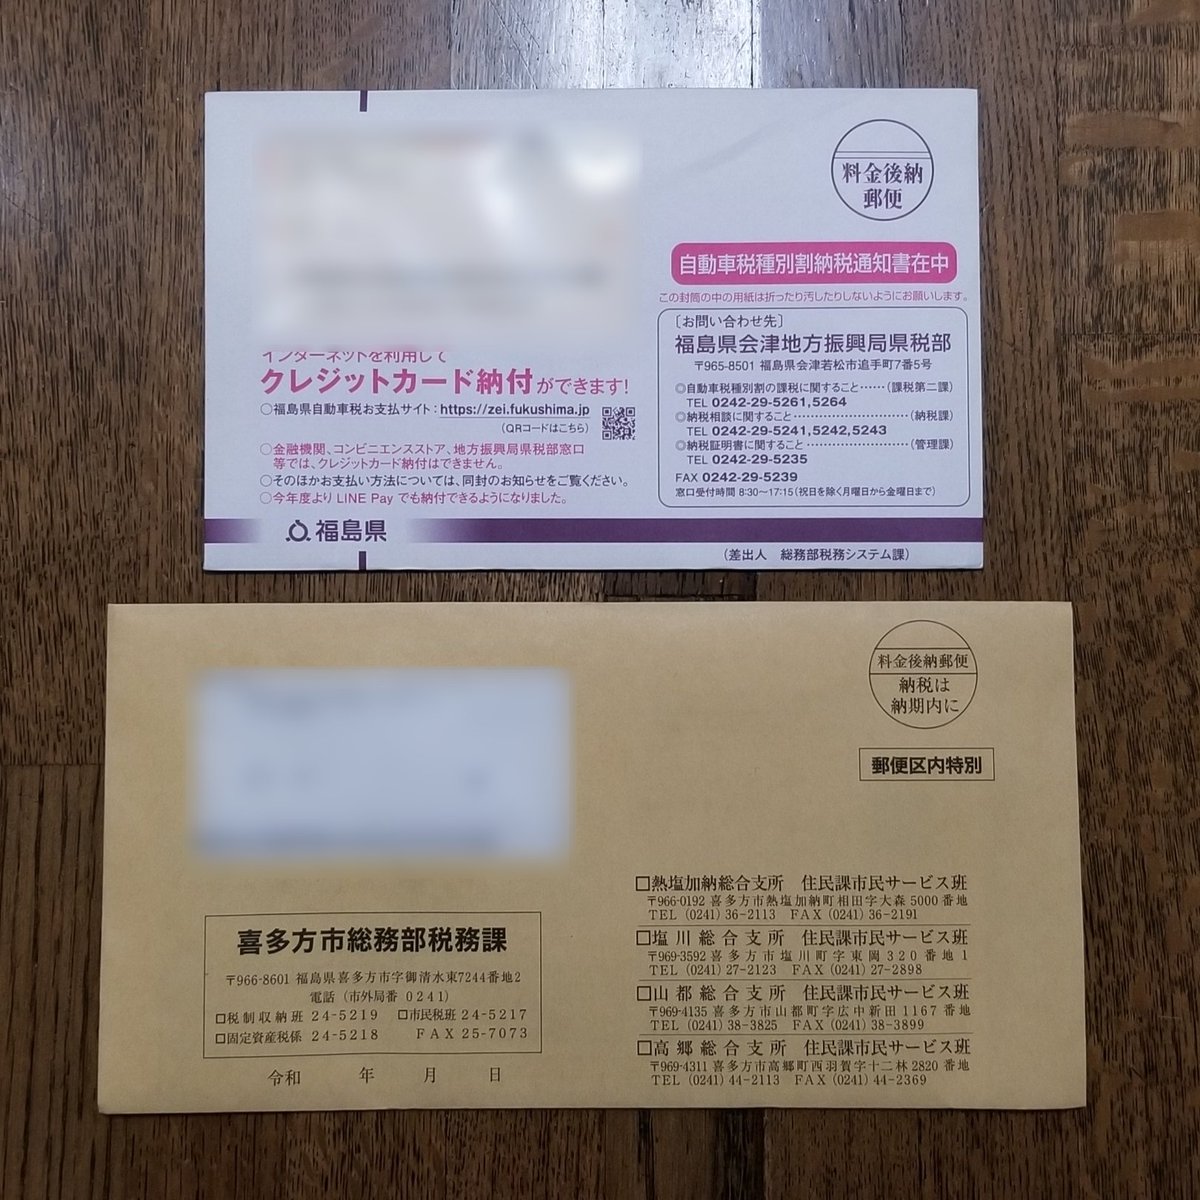 料金後納
郵便
自動車税種別割納税通知書在中
この封筒の中の用紙は折ったり汚したりしないようにお願いします。
〔お問い合わせ先〕
福島県会津地方振興局県税部
〒965-8501 福島県会津若松市追手町7番5号
◎自動車税種別割の課税に関すること……(課税第二課)
TEL 0242-29-5261,5264
◎納税相談に関すること…………………………(納税課)
TEL 0242-29-5241,5242,5243
◎納税証明書に関すること………………………(管理課)
TEL 0242-29-5235
FAX 0242-29-5239
窓口受付時間 8:30〜17:15(祝日を除く月曜日から金曜日まで)
インターネットを利用して
クレジットカード納付ができます!
○福島県自動車税お支払サイト:https://zei.fukushima.jp
(QRコードはこちら)
○金融機関、コンビニエンスストア、地方振興局県税部窓口
等では、クレジットカード納付はできません。
○そのほかお支払い方法については、同封のお知らせをご覧ください。
○今年度より LINE Pay でも納付できるようになりました。
福島県
(差出人 総務部税務システム課)
料金後納郵便
納税は
納期内に
郵便区内特別
喜多方市総務部税務課
〒966-8601 福島県喜多方市字御清水東7244番地2
電話(市外局番 0241)
□税制収納班 24-5219 □市民税班 24-5217
□固定資産税係 24-5218 FAX 25-7073
令和 年 月 日
□熱塩加納総合支所 住民課市民サービス班
〒966-0192 喜多方市熱塩加納町相田字大森 5000 番地
TEL (0241) 36-2113 FAX (0241) 36-2191
□塩川総合支所 住民課市民サービス班
〒969-3592 喜多方市塩川町字東岡320番地1
TEL (0241) 27-2123 FAX (0241) 27-2898
□山都総合支所 住民課市民サービス班
〒969-4135 喜多方市山都町字広中新田1167番地
TEL (0241) 38-3825 FAX (0241) 38-3899
□高郷総合支所 住民課市民サービス班
〒969-4311 喜多方市高郷町西羽賀字十二林 2820 番地
TEL (0241) 44-2113 FAX (0241) 44-2369